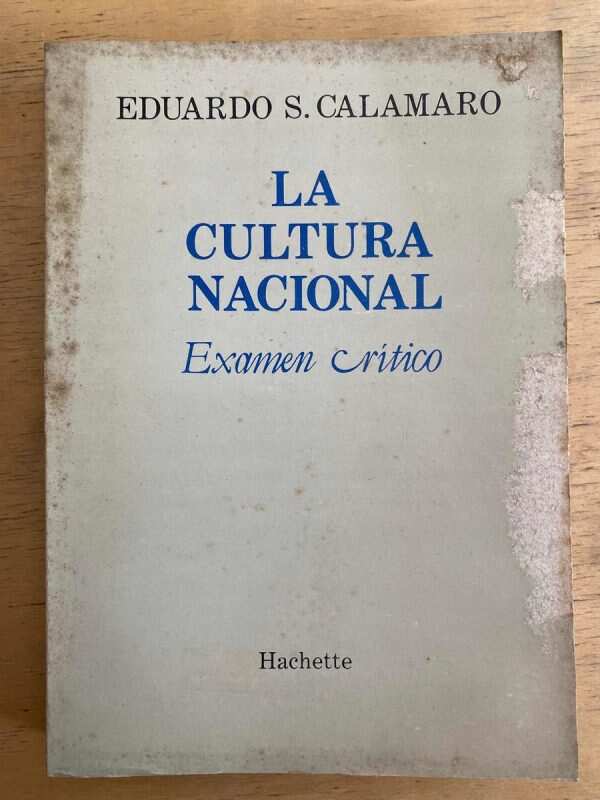 EDUARDO S. CALAMARO
LA
CULTURA
NACIONAL
Examen crítico
Hachette